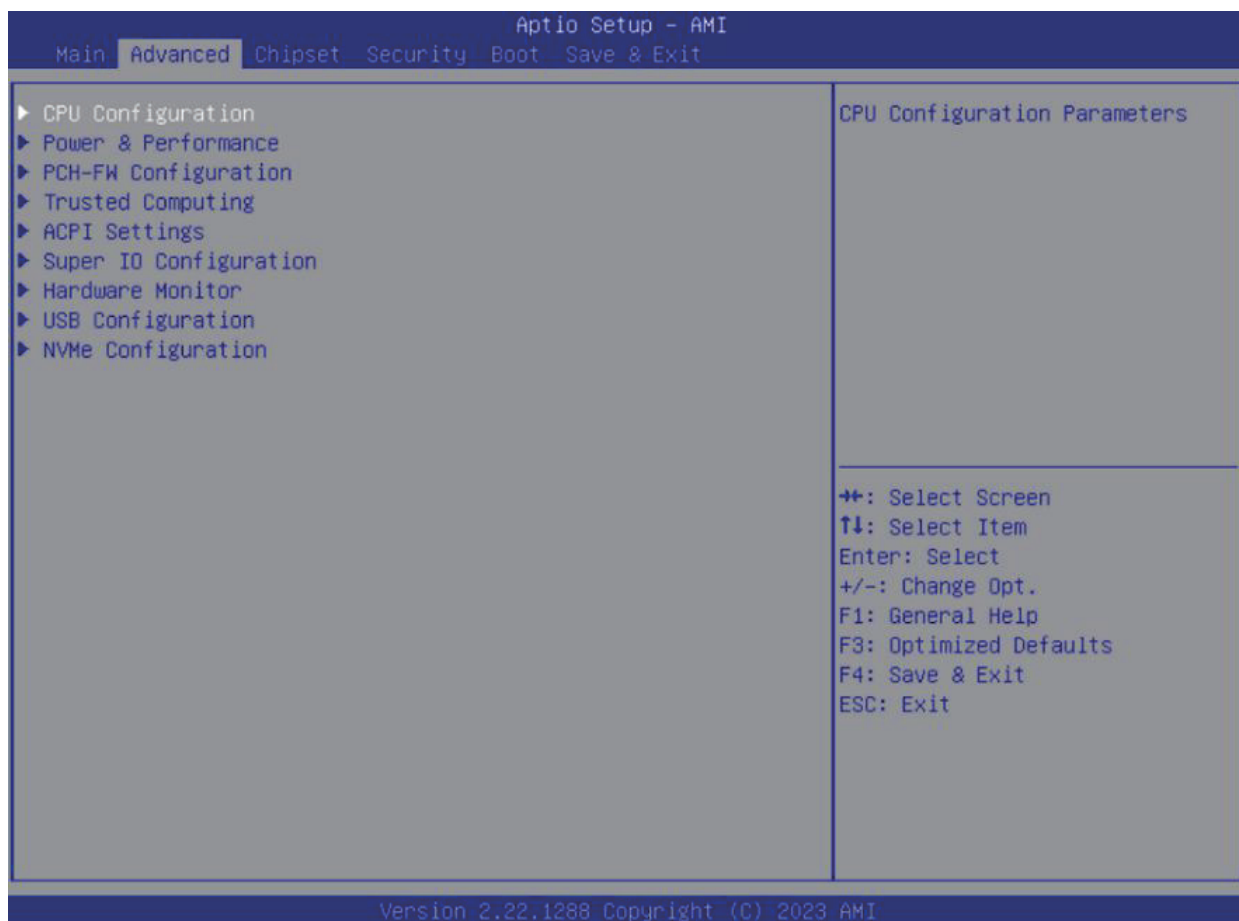 Aptio Setup - AMI
Main Advanced Chipset Security Boot Save & Exit
▶ CPU Configuration
▶ Power & Performance
▶ PCH-FW Configuration
▶ Trusted Computing
▶ ACPI Settings
▶ Super IO Configuration
▶ Hardware Monitor
▶ USB Configuration
▶ NVMe Configuration
CPU Configuration Parameters
→←: Select Screen
↑↓: Select Item
Enter: Select
+/-: Change Opt.
F1: General Help
F3: Optimized Defaults
F4: Save & Exit
ESC: Exit
Version 2.22.1288 Copyright (C) 2023 AMI